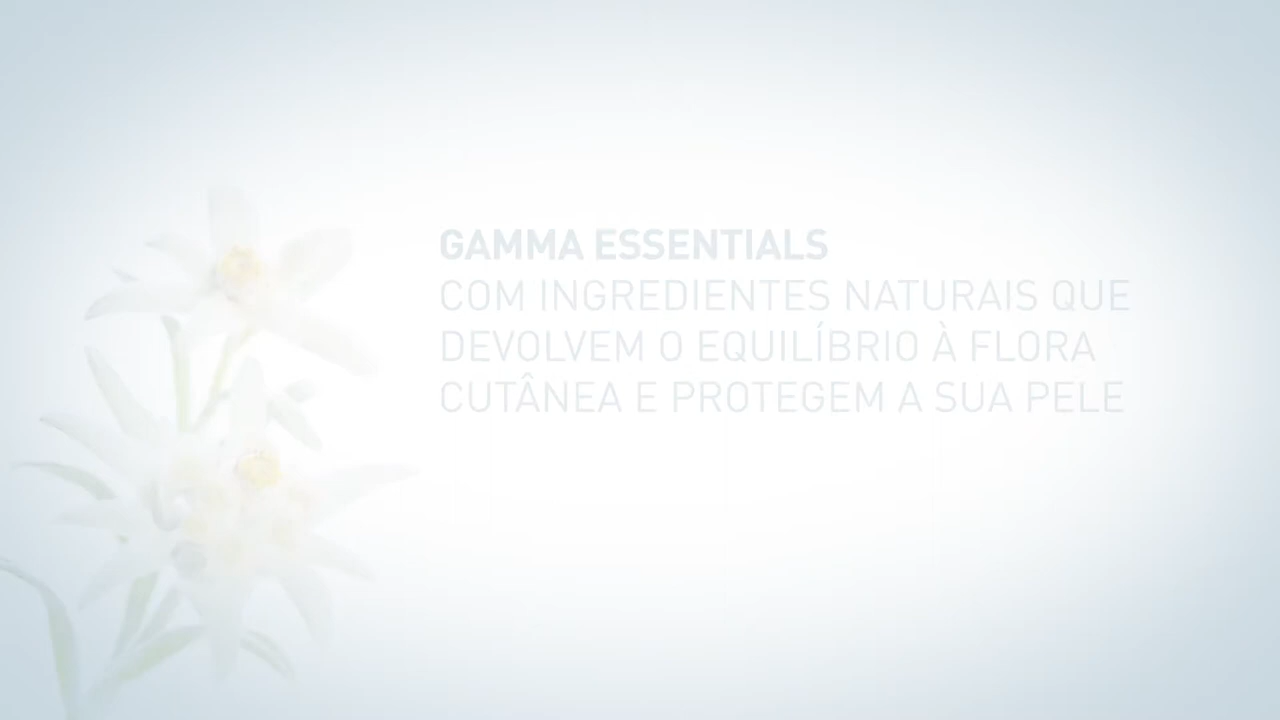 GAMMA ESSENTIALS
COM INGREDIENTES NATURAIS QUE
DEVOLVEM O EQUILÍBRIO À FLORA
CUTÂNEA E PROTEGEM A SUA PELE